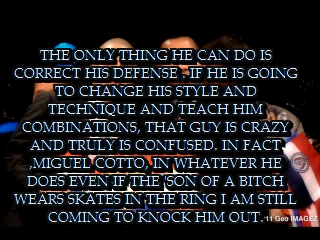 THE ONLY THING HE CAN DO IS
CORRECT HIS DEFENSE . IF HE IS GOING
TO CHANGE HIS STYLE AND
TECHNIQUE AND TEACH HIM
COMBINATIONS, THAT GUY IS CRAZY
AND TRULY IS CONFUSED. IN FACT
,MIGUEL COTTO, IN WHATEVER HE
DOES EVEN IF THE SON OF A BITCH
WEARS SKATES IN THE RING I AM STILL
COMING TO KNOCK HIM OUT.
11 Geo IMAGEZ